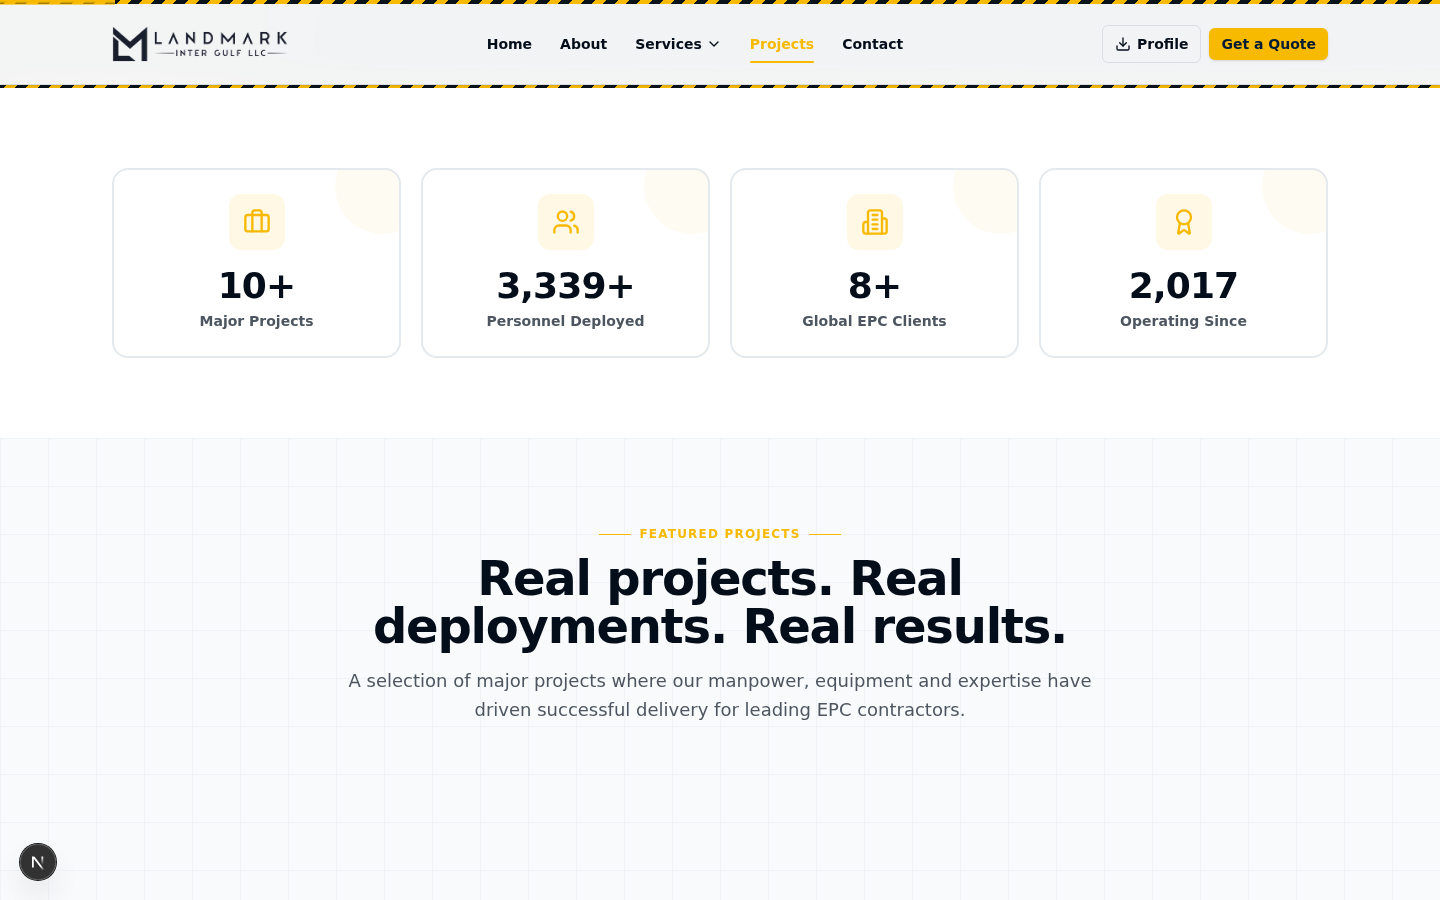 LANDMARK
INTER GULF LLC
Home
About
Services
Projects
Contact
Profile
Get a Quote
10+
Major Projects
3,339+
Personnel Deployed
8+
Global EPC Clients
2,017
Operating Since
FEATURED PROJECTS
Real projects. Real
deployments. Real results.
A selection of major projects where our manpower, equipment and expertise have
driven successful delivery for leading EPC contractors.
N